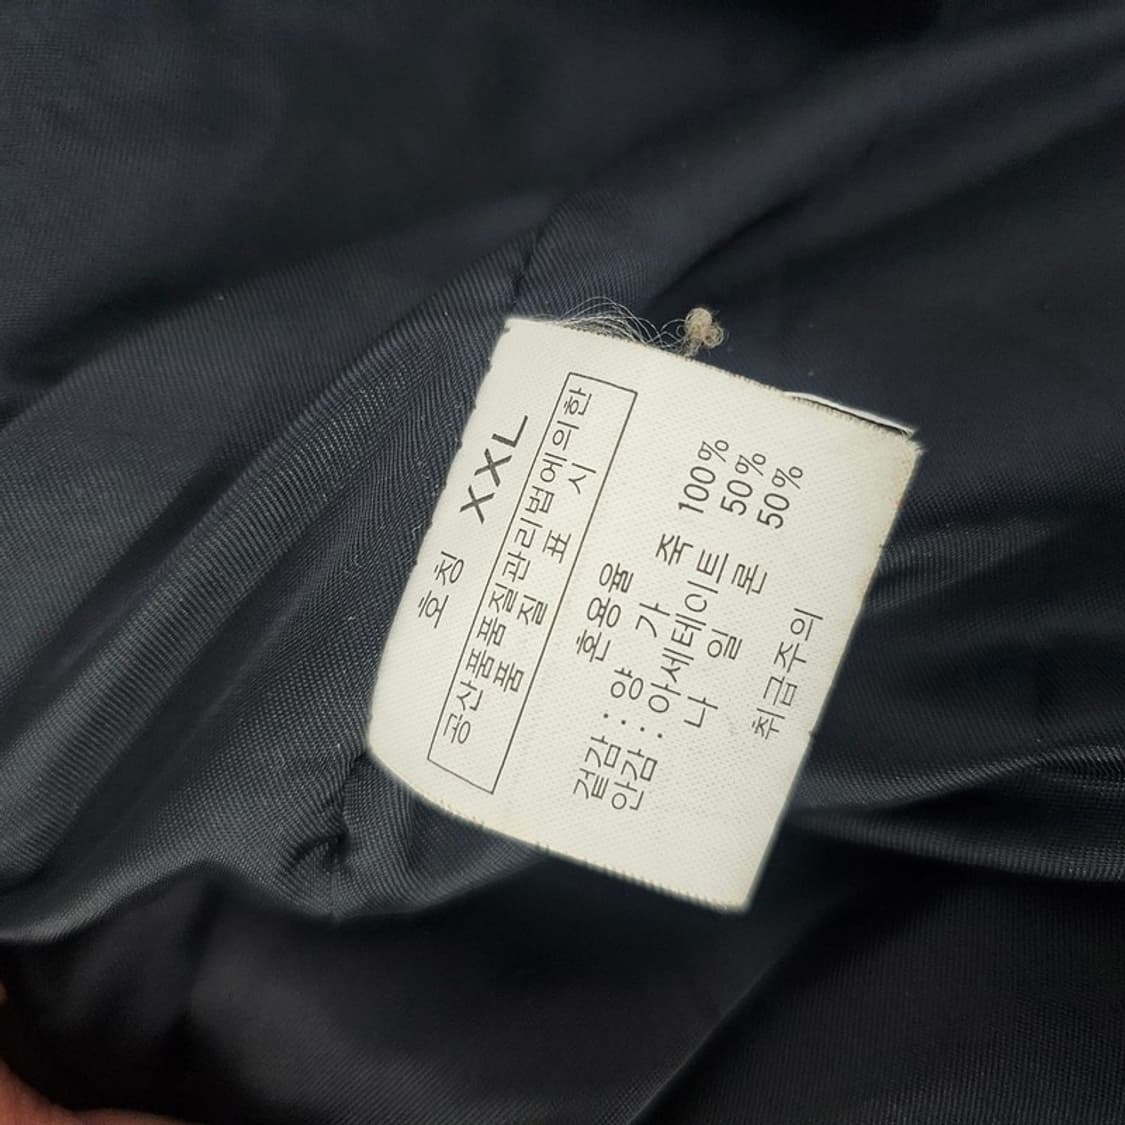 호칭 XXL
공산품품질관리법에의한
품질표시
혼용율
겉감 : 양가죽 100%
안감 : 아세테이트 50%
나일론 50%
취급주의